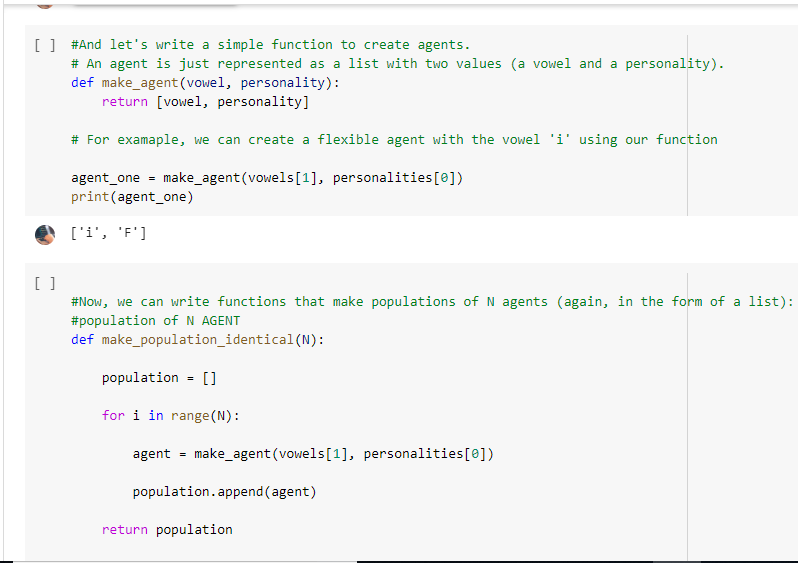 [ ] #And let's write a simple function to create agents.
# An agent is just represented as a list with two values (a vowel and a personality).
def make_agent(vowel, personality):
return [vowel, personality]
# For examaple, we can create a flexible agent with the vowel 'i' using our function
agent_one = make_agent(vowels[1], personalities[0])
print(agent_one)
['i', 'F']
[ ]
#Now, we can write functions that make populations of N agents (again, in the form of a list):
#population of N AGENT
def make_population_identical(N):
population = []
for i in range(N):
agent = make_agent(vowels[1], personalities[0])
population.append(agent)
return population